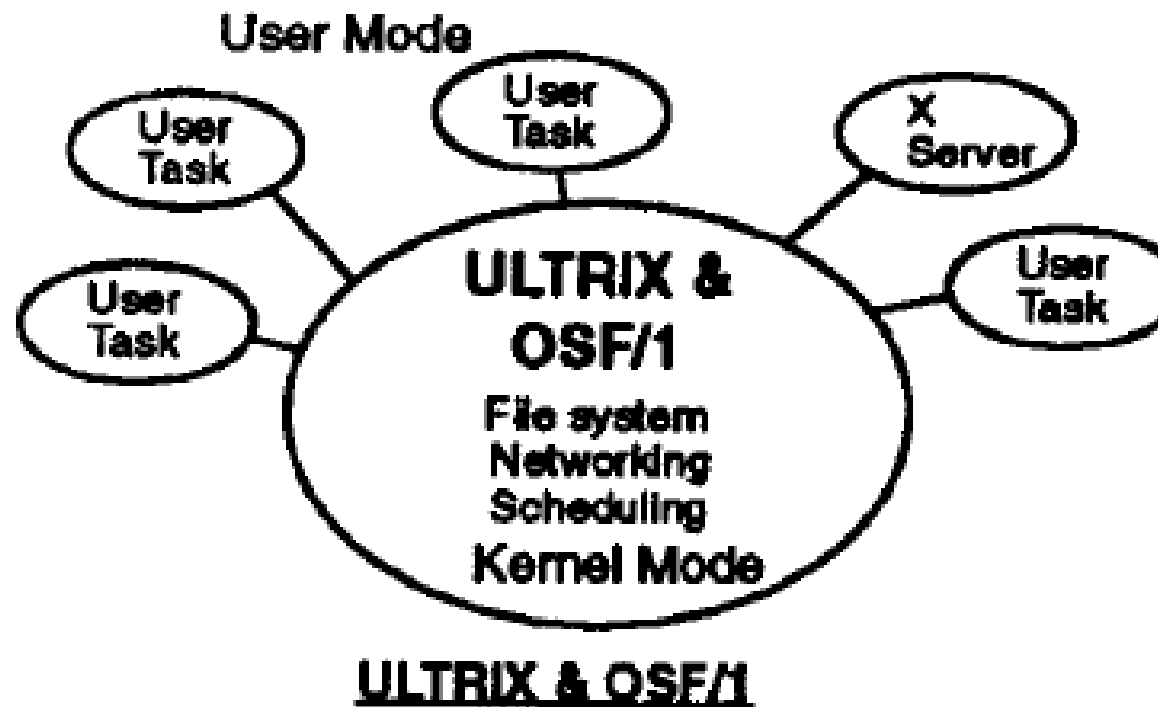 User Mode
User
Task
User
Task
X
Server
User
Task
User
Task
ULTRIX &
OSF/1
File system
Networking
Scheduling
Kernel Mode
ULTRIX & OSF/1